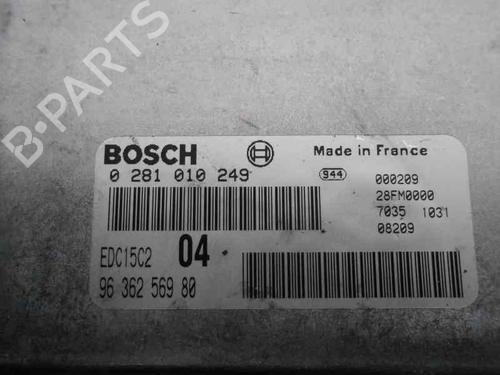 B-PARTS
BOSCH
Made in France
0 281 010 249
944
000209
28FM0000
7035 1031
08209
EDC15C2 04
96 362 569 80